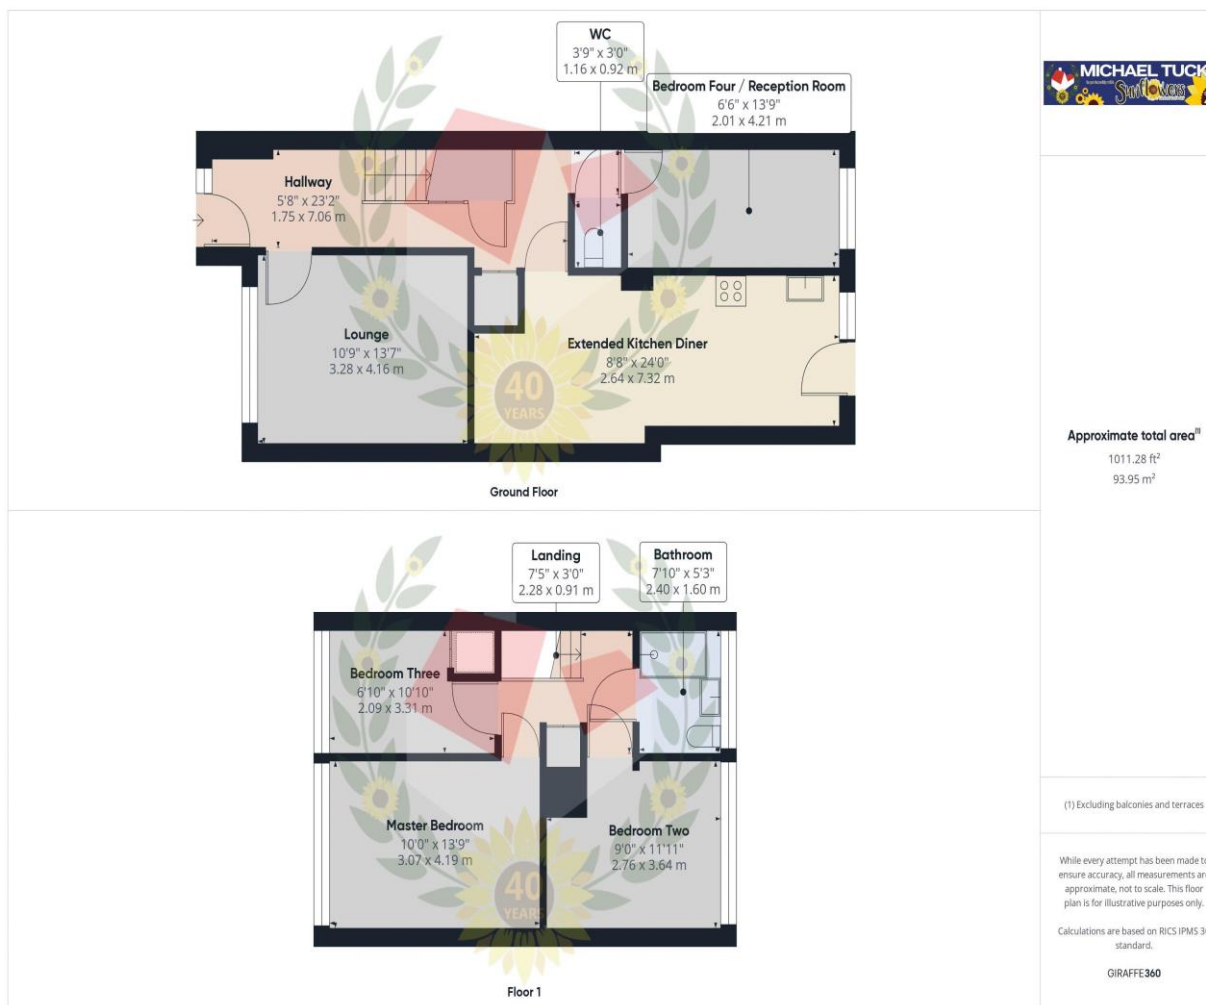 WC
3'9" x 3'0"
1.16 x 0.92 m
Bedroom Four / Reception Room
6'6" x 13'9"
2.01 x 4.21 m
Hallway
5'8" x 23'2"
1.75 x 7.06 m
Lounge
10'9" x 13'7"
3.28 x 4.16 m
Extended Kitchen Diner
8'8" x 24'0"
2.64 x 7.32 m
40
YEARS
Ground Floor
Landing
7'5" x 3'0"
2.28 x 0.91 m
Bathroom
7'10" x 5'3"
2.40 x 1.60 m
Bedroom Three
6'10" x 10'10"
2.09 x 3.31 m
Master Bedroom
10'0" x 13'9"
3.07 x 4.19 m
Bedroom Two
9'0" x 11'11"
2.76 x 3.64 m
40
YEARS
Floor 1
MICHAEL TUCK
Sunflowers
Approximate total area(1)
1011.28 ft²
93.95 m²
(1) Excluding balconies and terraces
While every attempt has been made to
ensure accuracy, all measurements are
approximate, not to scale. This floor
plan is for illustrative purposes only.
Calculations are based on RICS IPMS 3C
standard.
GIRAFFE360